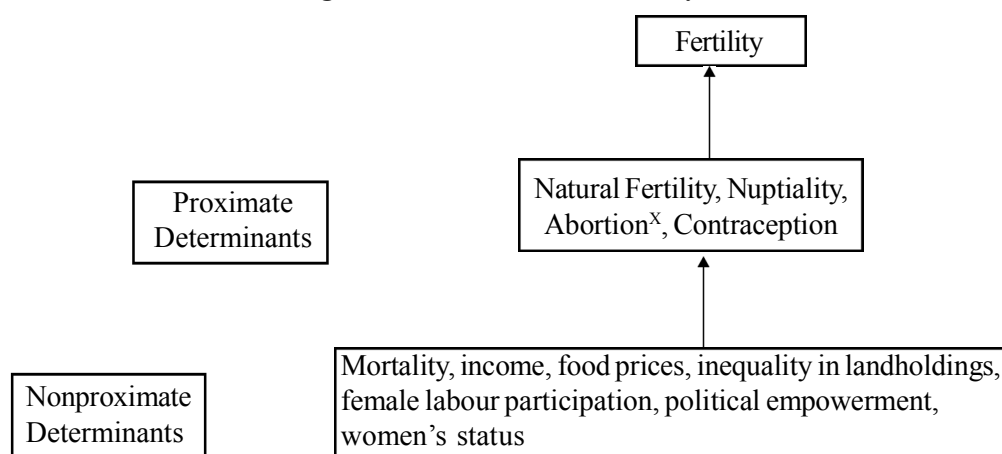 Fertility
Proximate
Determinants
Natural Fertility, Nuptiality,
Abortionˣ, Contraception
Nonproximate
Determinants
Mortality, income, food prices, inequality in landholdings,
female labour participation, political empowerment,
women's status